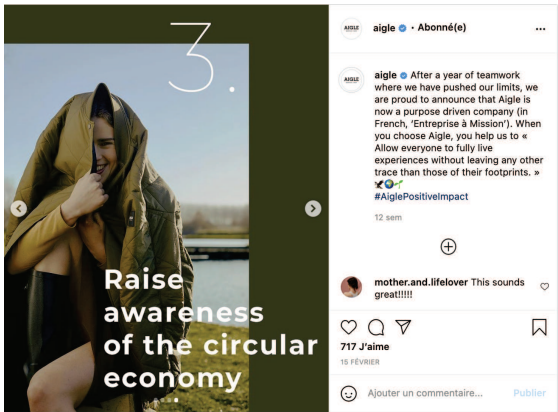 3.
Raise
awareness
of the circular
economy
AIGLE
aigle • Abonné(e)
AIGLE
aigle After a year of teamwork
where we have pushed our limits, we
are proud to announce that Aigle is
now a purpose driven company (in
French, ‘Entreprise à Mission’). When
you choose Aigle, you help us to «
Allow everyone to fully live
experiences without leaving any other
trace than those of their footprints. »
🦅🌍🌱
#AiglePositiveImpact
12 sem
mother.and.lifelover This sounds
great!!!!!
717 J’aime
15 FÉVRIER
Ajouter un commentaire... Publier